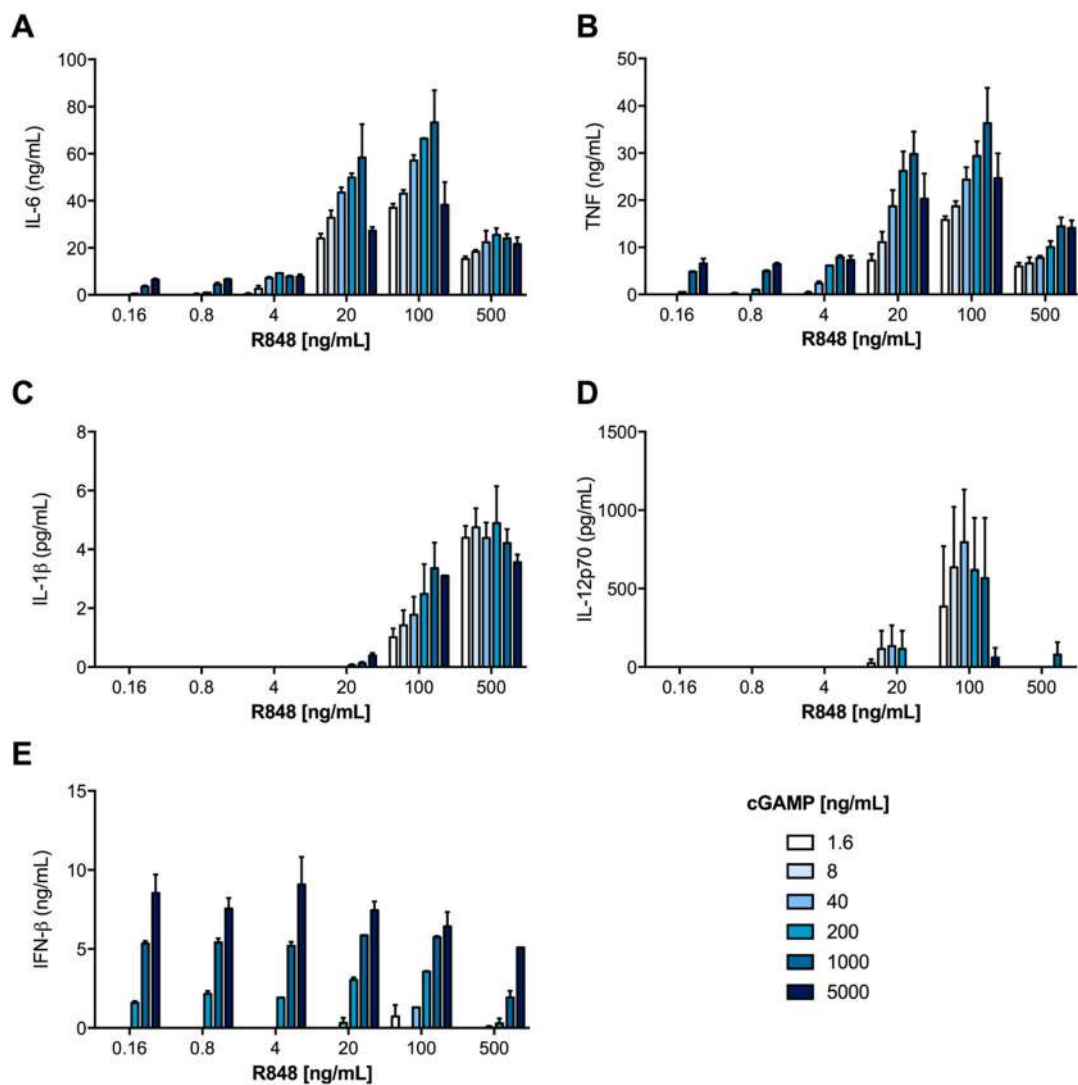 A
IL-6 (ng/mL)
100
80
60
40
20
0
0.16 0.8 4 20 100 500
R848 [ng/mL]
B
TNF (ng/mL)
50
40
30
20
10
0
0.16 0.8 4 20 100 500
R848 [ng/mL]
C
IL-1β (pg/mL)
8
6
4
2
0
0.16 0.8 4 20 100 500
R848 [ng/mL]
D
IL-12p70 (pg/mL)
1500
1000
500
0
0.16 0.8 4 20 100 500
R848 [ng/mL]
E
IFN-β (ng/mL)
15
10
5
0
0.16 0.8 4 20 100 500
R848 [ng/mL]
cGAMP [ng/mL]
1.6
8
40
200
1000
5000